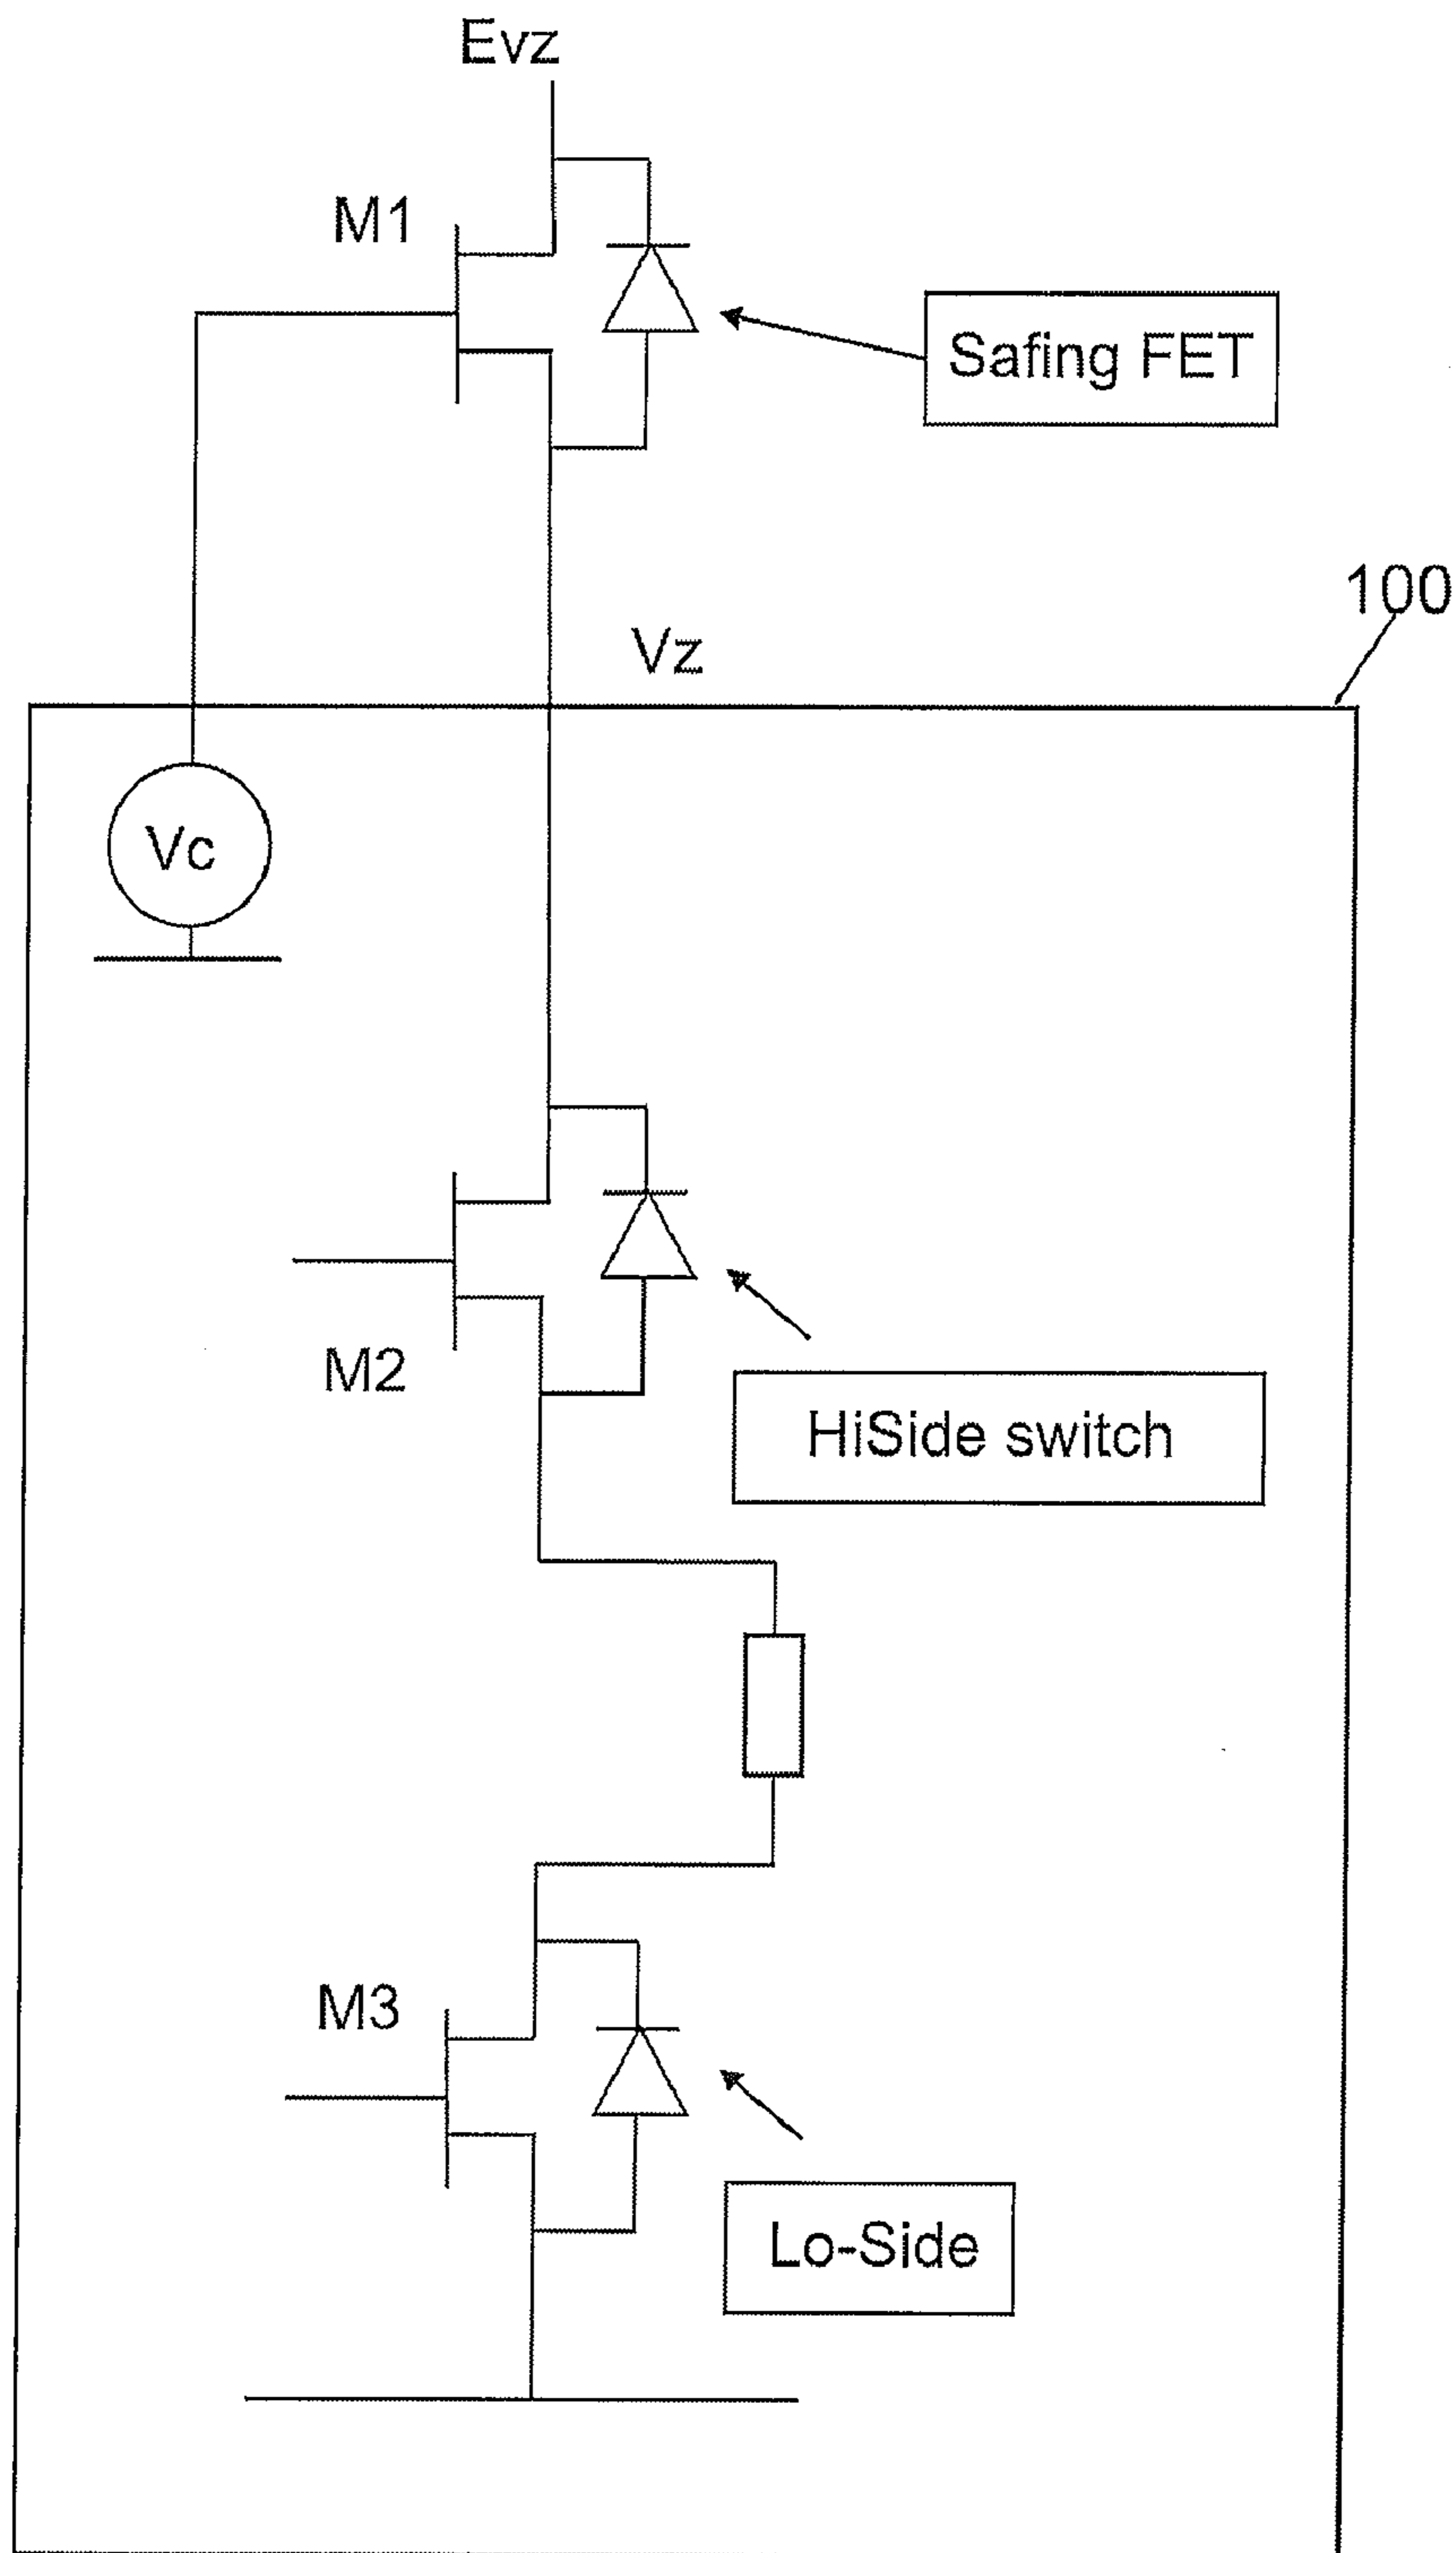 Evz
M1
Safing FET
100
Vz
Vc
M2
HiSide switch
M3
Lo-Side